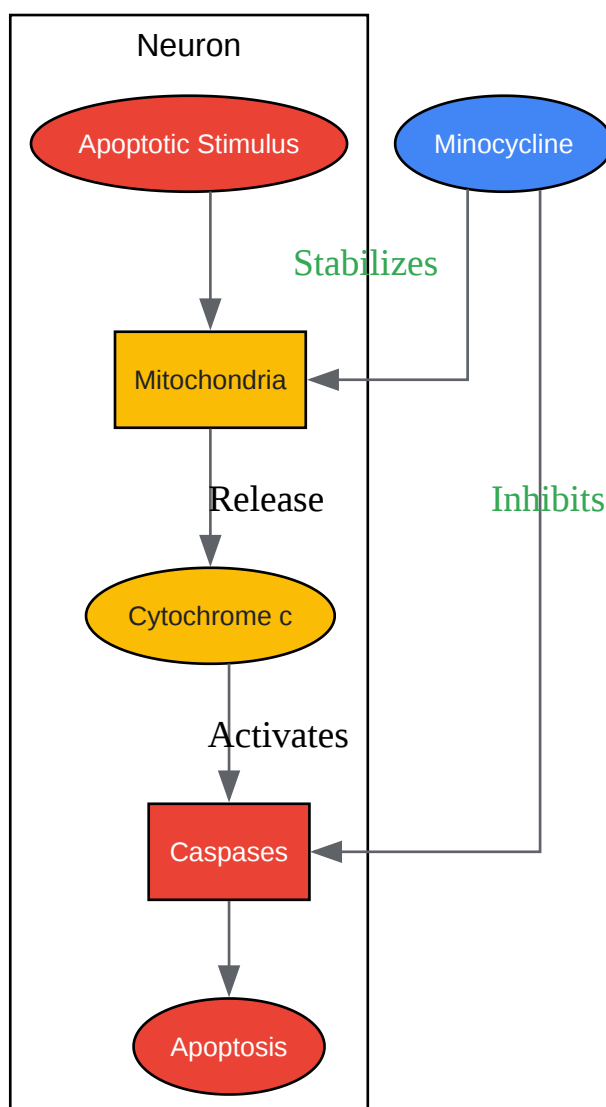 Neuron
Apoptotic Stimulus
Minocycline
Stabilizes
Mitochondria
Release
Inhibits
Cytochrome c
Activates
Caspases
Apoptosis